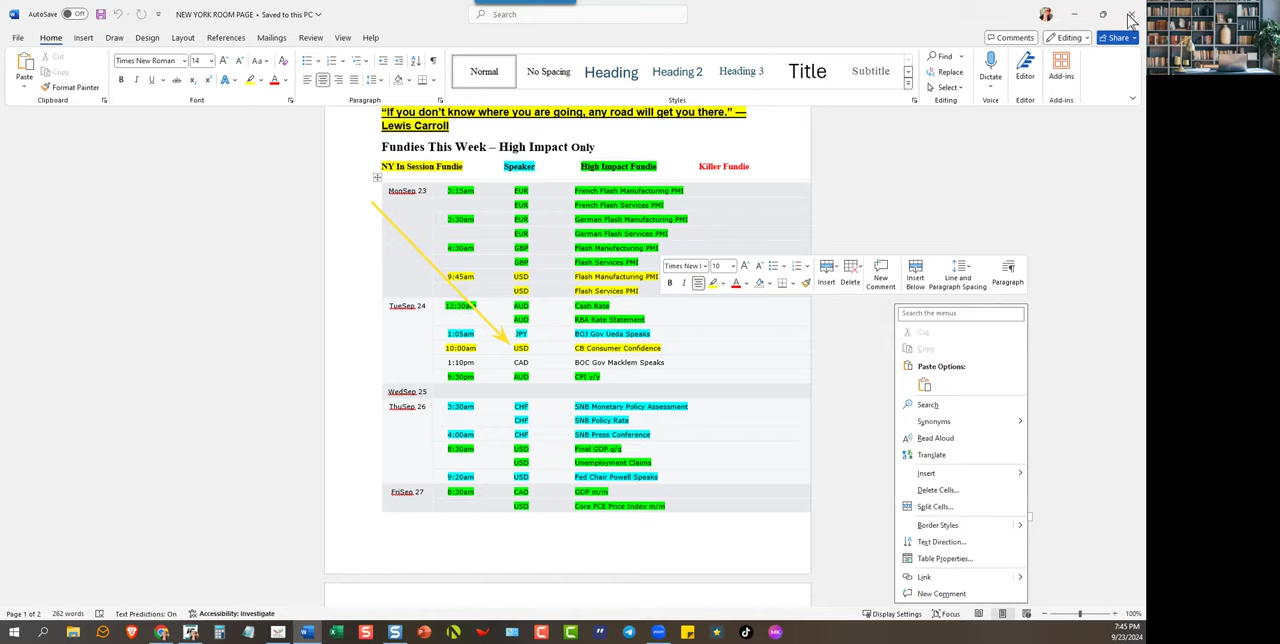 AutoSave Off NEW YORK ROOM PAGE • Saved to this PC Search
File Home Insert Draw Design Layout References Mailings Review View Help Comments Editing Share
Paste Cut Copy Format Painter Clipboard
Times New Roman 14 Font
Paragraph
Normal No Spacing Heading Heading 2 Heading 3 Title Subtitle Styles
Find Replace Select Editing
Dictate Voice
Editor Editor
Add-ins Add-ins
“If you don’t know where you are going, any road will get you there.” —
Lewis Carroll
Fundies This Week – High Impact Only
NY In Session Fundie Speaker High Impact Fundie Killer Fundie
MonSep 23 3:15am EUR French Flash Manufacturing PMI
EUR French Flash Services PMI
3:30am EUR German Flash Manufacturing PMI
EUR German Flash Services PMI
4:30am GBP Flash Manufacturing PMI
GBP Flash Services PMI
9:45am USD Flash Manufacturing PMI
USD Flash Services PMI
TueSep 24 12:30am AUD Cash Rate
AUD RBA Rate Statement
1:05am JPY BOJ Gov Ueda Speaks
10:00am USD CB Consumer Confidence
1:10pm CAD BOC Gov Macklem Speaks
9:30pm AUD CPI y/y
WedSep 25
ThuSep 26 3:30am CHF SNB Monetary Policy Assessment
CHF SNB Policy Rate
4:00am CHF SNB Press Conference
8:30am USD Final GDP q/q
USD Unemployment Claims
9:20am USD Fed Chair Powell Speaks
FriSep 27 8:30am CAD GDP m/m
USD Core PCE Price Index m/m
Times New 10 Insert Delete New Comment Insert Below Line and Paragraph Spacing Paragraph
Search the menus
Cut
Copy
Paste Options:
Search
Synonyms
Read Aloud
Translate
Insert
Delete Cells...
Split Cells...
Border Styles
Text Direction...
Table Properties...
Link
New Comment
Page 1 of 2 262 words Text Predictions: On Accessibility: Investigate Display Settings Focus 100%
7:45 PM
9/23/2024